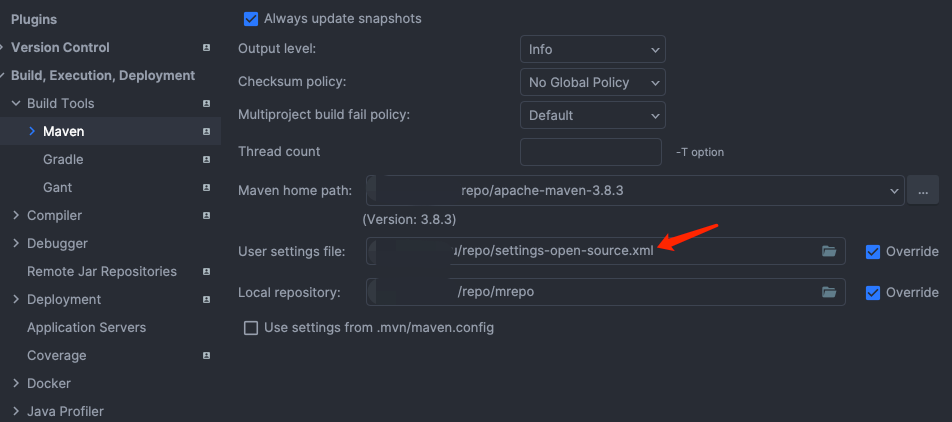 Plugins
Version Control
Build, Execution, Deployment
Build Tools
Maven
Gradle
Gant
Compiler
Debugger
Remote Jar Repositories
Deployment
Application Servers
Coverage
Docker
Java Profiler
Always update snapshots
Output level: Info
Checksum policy: No Global Policy
Multiproject build fail policy: Default
Thread count -T option
Maven home path: repo/apache-maven-3.8.3 ...
(Version: 3.8.3)
User settings file: /repo/settings-open-source.xml Override
Local repository: /repo/mrepo Override
Use settings from .mvn/maven.config